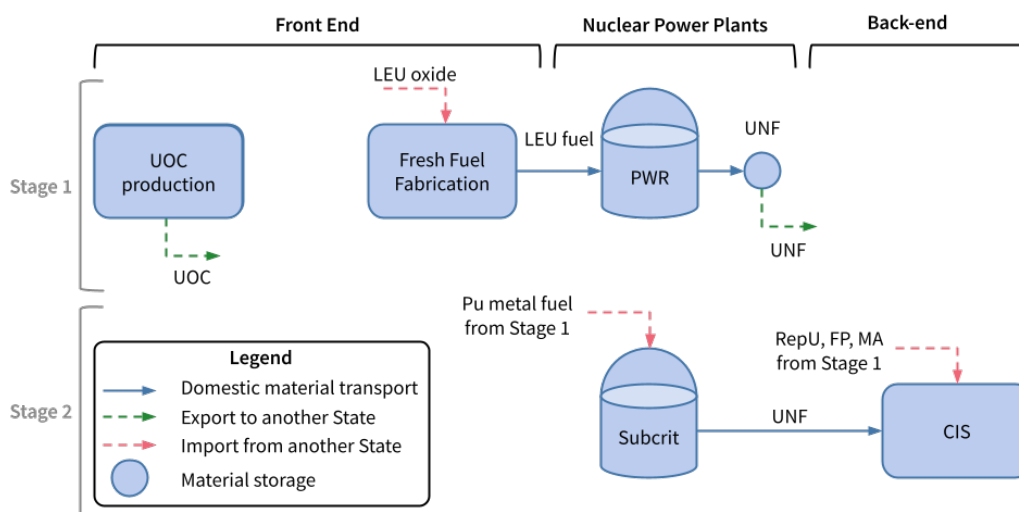 Front End
Nuclear Power Plants
Back-end
Stage 1
LEU oxide
UOC
production
Fresh Fuel
Fabrication
LEU fuel
PWR
UNF
UOC
UNF
Stage 2
Pu metal fuel
from Stage 1
RepU, FP, MA
from Stage 1
Subcrit
UNF
CIS
Legend
Domestic material transport
Export to another State
Import from another State
Material storage